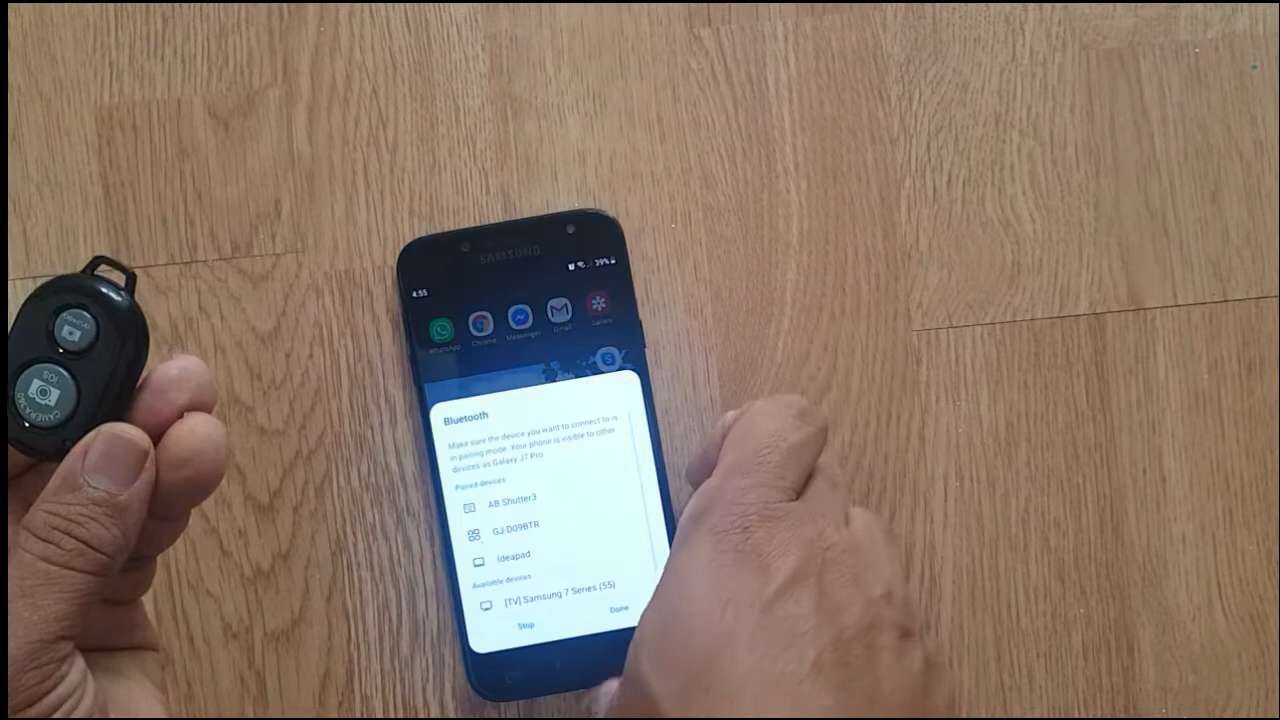 SAMSUNG
4:55
39%
WhatsApp
Chrome
Messenger
Gmail
Gallery
Bluetooth
Make sure the device you want to connect to is
in pairing mode. Your phone is visible to other
devices as Galaxy J7 Pro
Paired devices
AB Shutter3
GJ-D09BTR
Ideapad
Available devices
[TV] Samsung 7 Series (55)
Stop
Done
iOS
CAMERA360